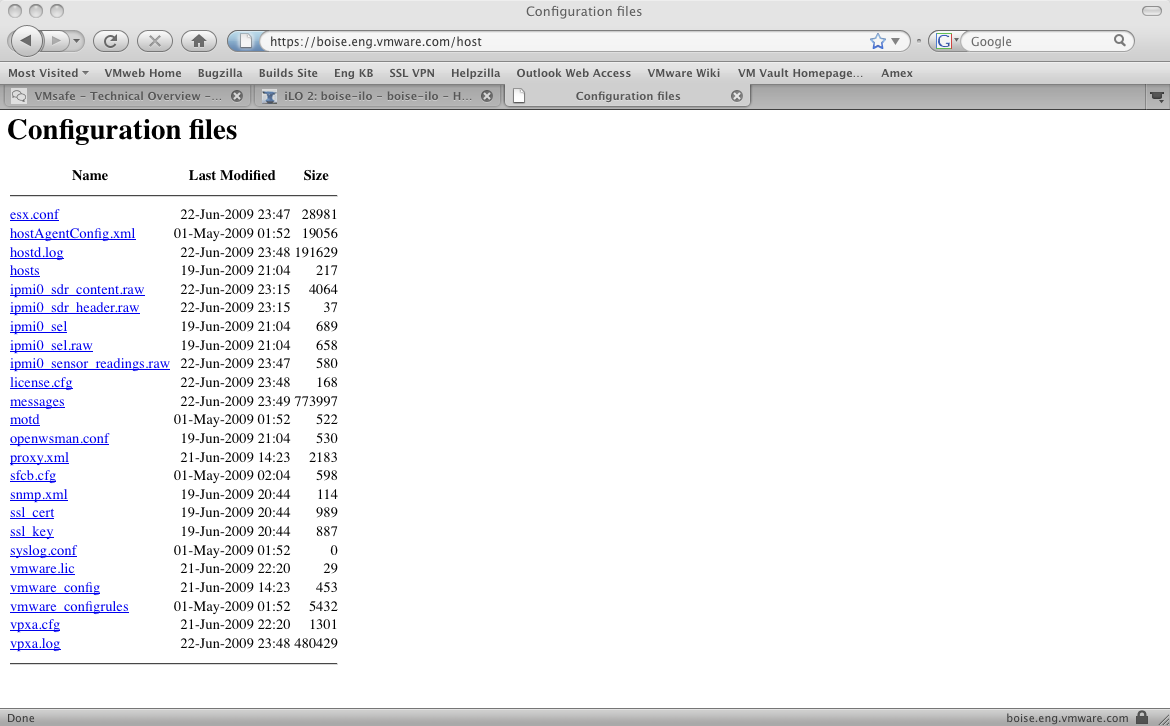 Configuration files
https://boise.eng.vmware.com/host
Google
Most Visited VMweb Home Bugzilla Builds Site Eng KB SSL VPN Helpzilla Outlook Web Access VMware Wiki VM Vault Homepage... Amex
VMsafe – Technical Overview –... iLO 2: boise-ilo – boise-ilo – H... Configuration files
Configuration files
Name Last Modified Size
esx.conf 22-Jun-2009 23:47 28981
hostAgentConfig.xml 01-May-2009 01:52 19056
hostd.log 22-Jun-2009 23:48 191629
hosts 19-Jun-2009 21:04 217
ipmi0_sdr_content.raw 22-Jun-2009 23:15 4064
ipmi0_sdr_header.raw 22-Jun-2009 23:15 37
ipmi0_sel 19-Jun-2009 21:04 689
ipmi0_sel.raw 19-Jun-2009 21:04 658
ipmi0_sensor_readings.raw 22-Jun-2009 23:47 580
license.cfg 22-Jun-2009 23:48 168
messages 22-Jun-2009 23:49 773997
motd 01-May-2009 01:52 522
openwsman.conf 19-Jun-2009 21:04 530
proxy.xml 21-Jun-2009 14:23 2183
sfcb.cfg 01-May-2009 02:04 598
snmp.xml 19-Jun-2009 20:44 114
ssl_cert 19-Jun-2009 20:44 989
ssl_key 19-Jun-2009 20:44 887
syslog.conf 01-May-2009 01:52 0
vmware.lic 21-Jun-2009 22:20 29
vmware_config 21-Jun-2009 14:23 453
vmware_configrules 01-May-2009 01:52 5432
vpxa.cfg 21-Jun-2009 22:20 1301
vpxa.log 22-Jun-2009 23:48 480429
Done boise.eng.vmware.com